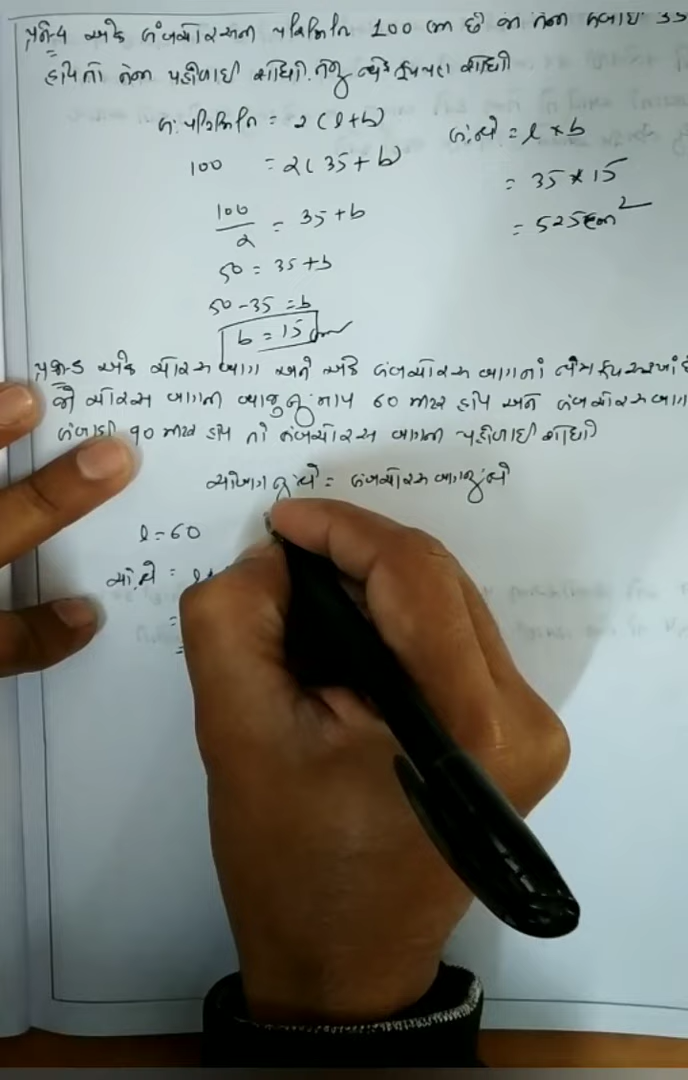 પ્રશ્ન-4 એક લંબચોરસની પરિમિતિ 100 cm છે જો તેની લંબાઈ 35
હોય તો તેની પહોળાઈ શોધો. તેનું ક્ષેત્રફળ શોધો
લં. પરિમિતિ = 2(l+b)
100 = 2(35+b)
100/2 = 35+b
50 = 35+b
50-35 = b
b = 15 cm
લં.ક્ષે = l × b
= 35 × 15
= 525 cm²
પ્રશ્ન-5 એક ચોરસ બાગ અને એક લંબચોરસ બાગનાં ક્ષેત્રફળ સરખાં છે
જો ચોરસ બાગની બાજુનું માપ 60 મીટર હોય અને લંબચોરસ બાગ
લંબાઈ 90 મીટર હોય તો લંબચોરસ બાગની પહોળાઈ શોધો
ચો બાગનું ક્ષે = લંબચોરસ બાગનું ક્ષે
l = 60
ચો.ક્ષે = l
=
=